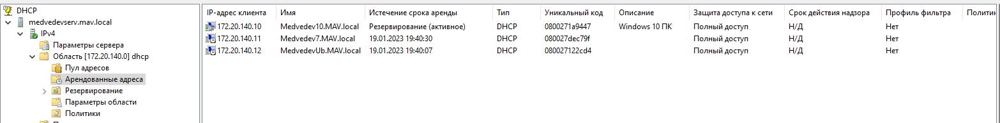 DHCP
medvedevserv.mav.local
IPv4
Параметры сервера
Область [172.20.140.0] dhcp
Пул адресов
Арендованные адреса
Резервирование
Параметры области
Политики
IP-адрес клиента Имя Истечение срока аренды Тип Уникальный код Описание Защита доступа к сети Срок действия надзора Профиль фильтра Политик
172.20.140.10 Medvedev10.MAV.local Резервирование (активное) DHCP 0800271a9447 Windows 10 ПК Полный доступ Н/Д Нет
172.20.140.11 Medvedev7.MAV.local 19.01.2023 19:40:30 DHCP 080027dec79f Полный доступ Н/Д Нет
172.20.140.12 MedvedevUb.MAV.local 19.01.2023 19:40:07 DHCP 080027122cd4 Полный доступ Н/Д Нет